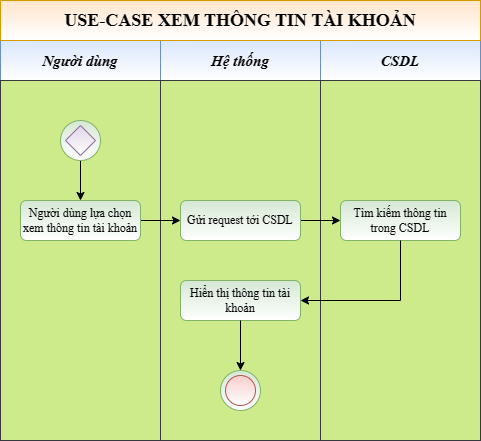 USE-CASE XEM THÔNG TIN TÀI KHOẢN
Người dùng
Hệ thống
CSDL
Người dùng lựa chọn
xem thông tin tài khoản
Gửi request tới CSDL
Tìm kiếm thông tin
trong CSDL
Hiển thị thông tin tài
khoản